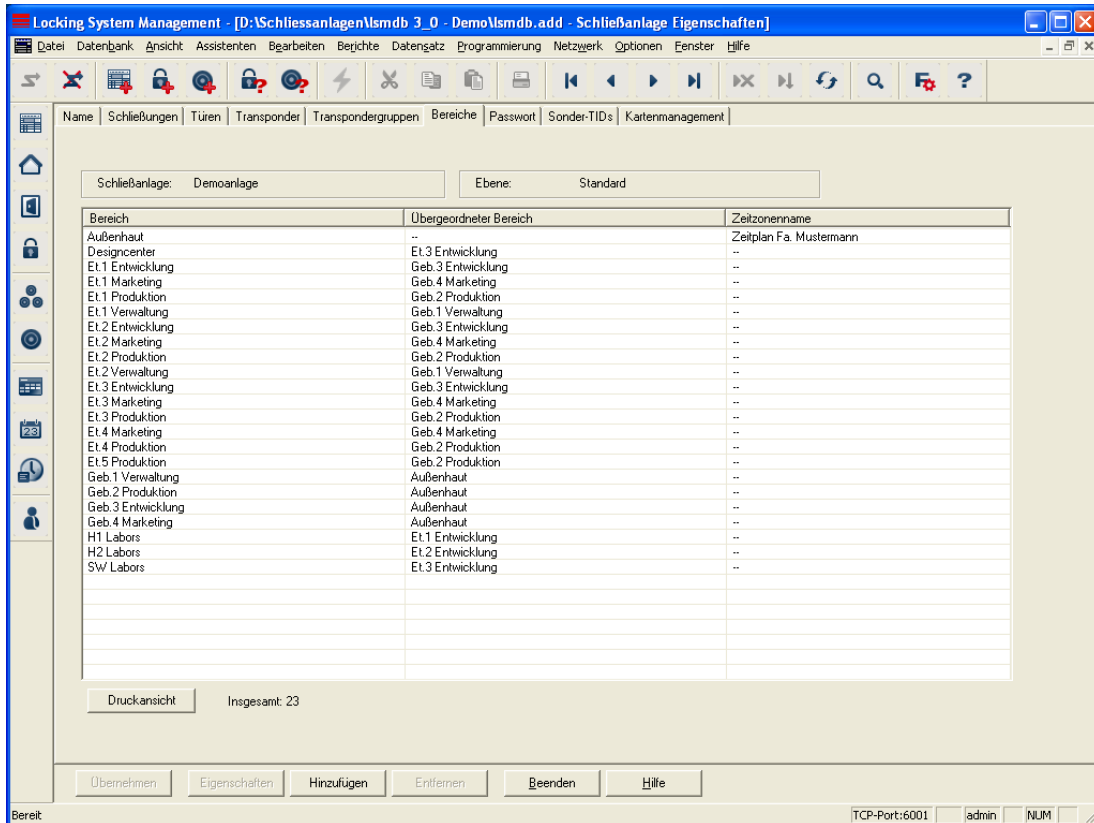 Locking System Management - [D:\Schliessanlagen\lsmdb 3_0 - Demo\lsmdb.add - Schließanlage Eigenschaften]
Datei Datenbank Ansicht Assistenten Bearbeiten Berichte Datensatz Programmierung Netzwerk Optionen Fenster Hilfe
Name Schließungen Türen Transponder Transpondergruppen Bereiche Passwort Sonder-TIDs Kartenmanagement
23
Schließanlage: Demoanlage Ebene: Standard
Bereich Übergeordneter Bereich Zeitzonenname
Außenhaut -- Zeitplan Fa. Mustermann
Designcenter Et.3 Entwicklung --
Et.1 Entwicklung Geb.3 Entwicklung --
Et.1 Marketing Geb.4 Marketing --
Et.1 Produktion Geb.2 Produktion --
Et.1 Verwaltung Geb.1 Verwaltung --
Et.2 Entwicklung Geb.3 Entwicklung --
Et.2 Marketing Geb.4 Marketing --
Et.2 Produktion Geb.2 Produktion --
Et.2 Verwaltung Geb.1 Verwaltung --
Et.3 Entwicklung Geb.3 Entwicklung --
Et.3 Marketing Geb.4 Marketing --
Et.3 Produktion Geb.2 Produktion --
Et.4 Marketing Geb.4 Marketing --
Et.4 Produktion Geb.2 Produktion --
Et.5 Produktion Geb.2 Produktion --
Geb.1 Verwaltung Außenhaut --
Geb.2 Produktion Außenhaut --
Geb.3 Entwicklung Außenhaut --
Geb.4 Marketing Außenhaut --
H1 Labors Et.1 Entwicklung --
H2 Labors Et.2 Entwicklung --
SW Labors Et.3 Entwicklung --
Druckansicht Insgesamt: 23
Übernehmen Eigenschaften Hinzufügen Entfernen Beenden Hilfe
Bereit TCP-Port:6001 admin NUM